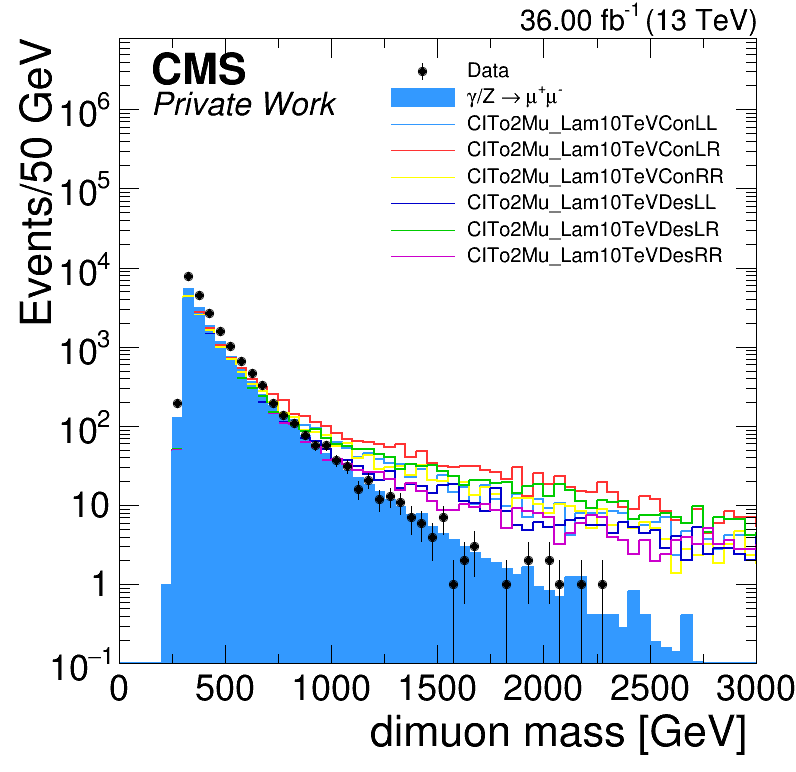 36.00 fb⁻¹ (13 TeV)
CMS
Private Work
Data
γ/Z → μ⁺μ⁻
CITo2Mu_Lam10TeVConLL
CITo2Mu_Lam10TeVConLR
CITo2Mu_Lam10TeVConRR
CITo2Mu_Lam10TeVDesLL
CITo2Mu_Lam10TeVDesLR
CITo2Mu_Lam10TeVDesRR
Events/50 GeV
10⁶
10⁵
10⁴
10³
10²
10
1
10⁻¹
0 500 1000 1500 2000 2500 3000
dimuon mass [GeV]